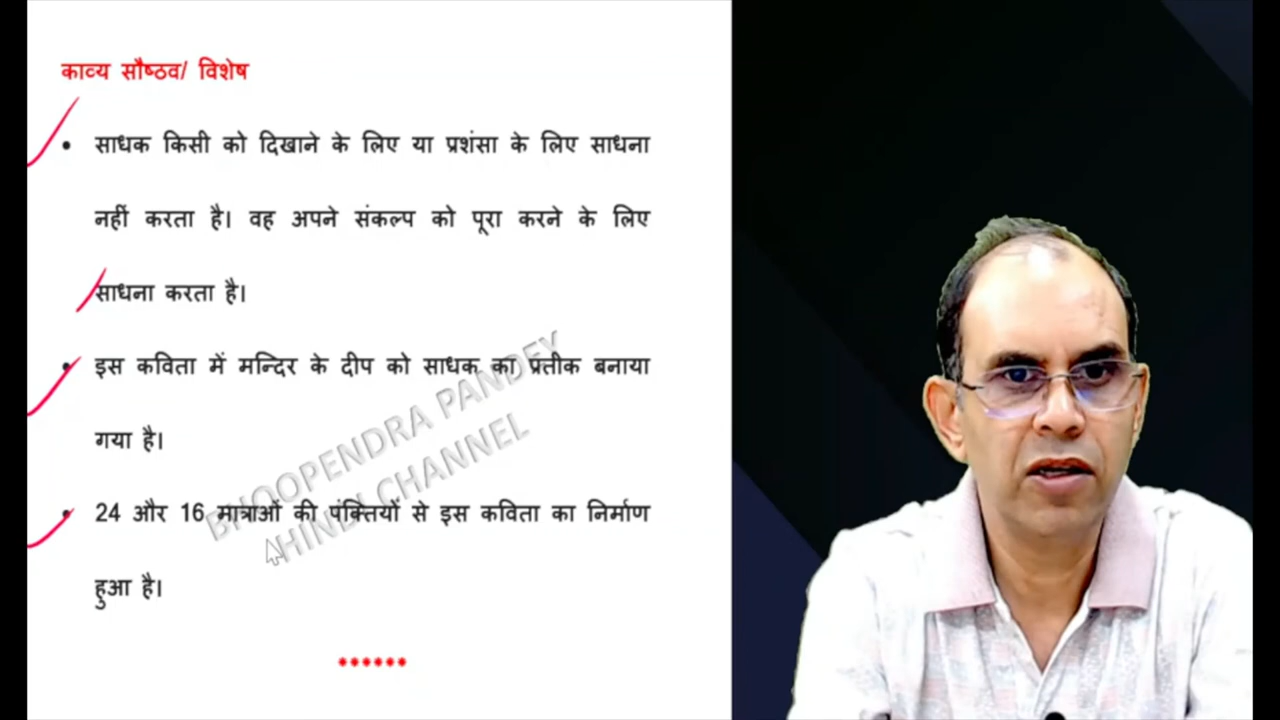 काव्य सौष्ठव/ विशेष
• साधक किसी को दिखाने के लिए या प्रशंसा के लिए साधना
नहीं करता है। वह अपने संकल्प को पूरा करने के लिए
साधना करता है।
• इस कविता में मन्दिर के दीप को साधक का प्रतीक बनाया
गया है।
• 24 और 16 मात्राओं की पंक्तियों से इस कविता का निर्माण
हुआ है।
******
BHOOPENDRA PANDEY
HINDI CHANNEL